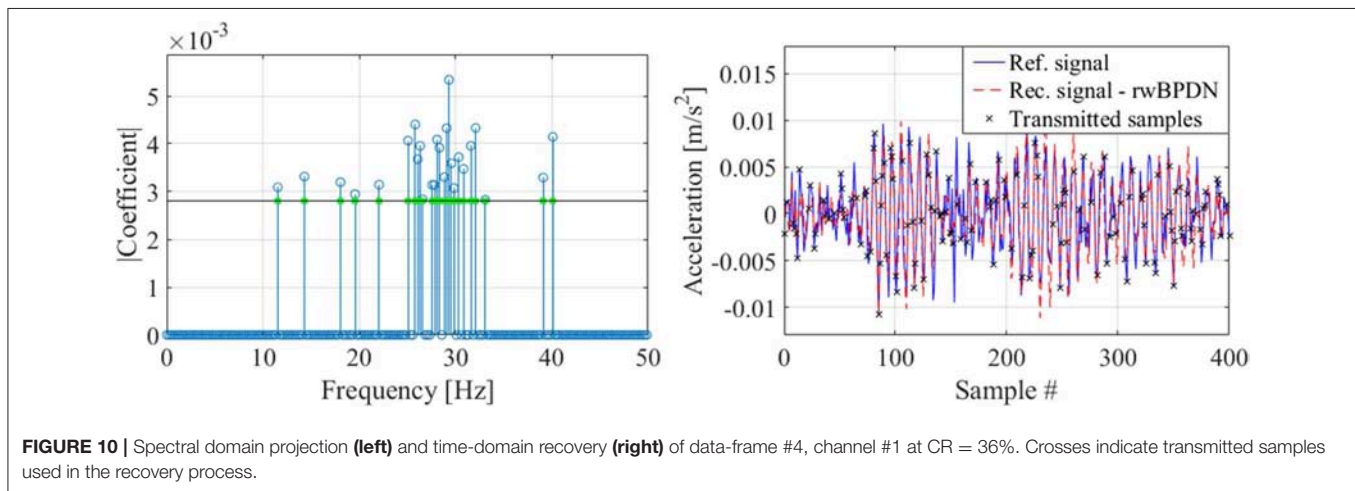 ×10⁻³
5
4
3
2
1
0
|Coefficient|
0 10 20 30 40 50
Frequency [Hz]
0.015
0.01
0.005
0
-0.005
-0.01
Acceleration [m/s²]
Ref. signal
Rec. signal - rwBPDN
Transmitted samples
0 100 200 300 400
Sample #
FIGURE 10 | Spectral domain projection (left) and time-domain recovery (right) of data-frame #4, channel #1 at CR = 36%. Crosses indicate transmitted samples
used in the recovery process.